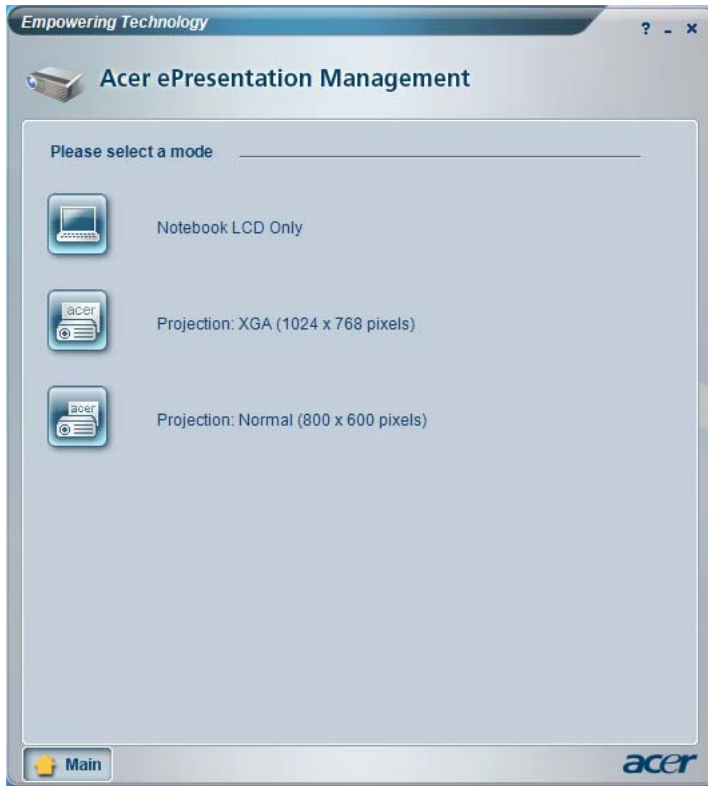 Empowering Technology
? - ×
Acer ePresentation Management
Please select a mode
Notebook LCD Only
acer
Projection: XGA (1024 x 768 pixels)
acer
Projection: Normal (800 x 600 pixels)
Main
acer